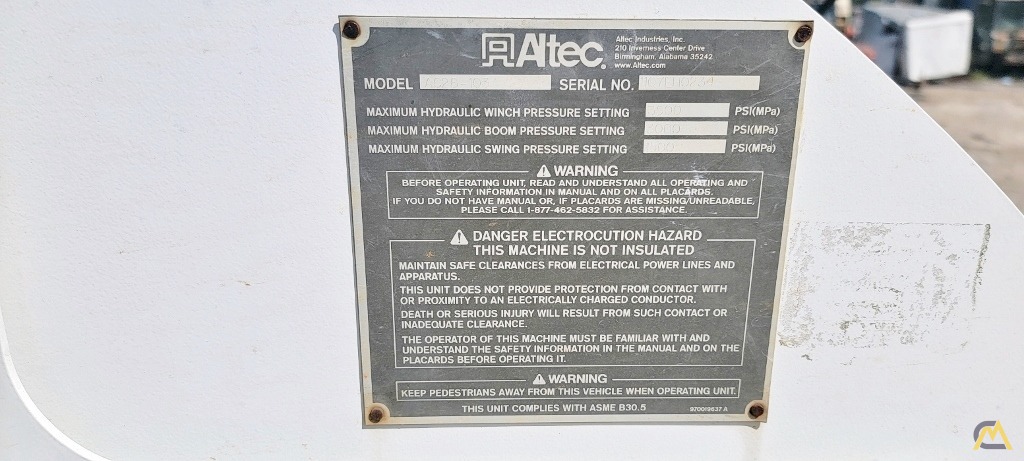 Altec
Altec Industries, Inc.
210 Inverness Center Drive
Birmingham, Alabama 35242
www.Altec.com
MODEL SERIAL NO.
MAXIMUM HYDRAULIC WINCH PRESSURE SETTING PSI(MPa)
MAXIMUM HYDRAULIC BOOM PRESSURE SETTING PSI(MPa)
MAXIMUM HYDRAULIC SWING PRESSURE SETTING PSI(MPa)
WARNING
BEFORE OPERATING UNIT, READ AND UNDERSTAND ALL OPERATING AND
SAFETY INFORMATION IN MANUAL AND ON ALL PLACARDS.
IF YOU DO NOT HAVE MANUAL OR, IF PLACARDS ARE MISSING/UNREADABLE,
PLEASE CALL 1-877-462-5832 FOR ASSISTANCE.
DANGER ELECTROCUTION HAZARD
THIS MACHINE IS NOT INSULATED
MAINTAIN SAFE CLEARANCES FROM ELECTRICAL POWER LINES AND
APPARATUS.
THIS UNIT DOES NOT PROVIDE PROTECTION FROM CONTACT WITH
OR PROXIMITY TO AN ELECTRICALLY CHARGED CONDUCTOR.
DEATH OR SERIOUS INJURY WILL RESULT FROM SUCH CONTACT OR
INADEQUATE CLEARANCE.
THE OPERATOR OF THIS MACHINE MUST BE FAMILIAR WITH AND
UNDERSTAND THE SAFETY INFORMATION IN THE MANUAL AND ON THE
PLACARDS BEFORE OPERATING IT.
WARNING
KEEP PEDESTRIANS AWAY FROM THIS VEHICLE WHEN OPERATING UNIT.
THIS UNIT COMPLIES WITH ASME B30.5
970019637 A